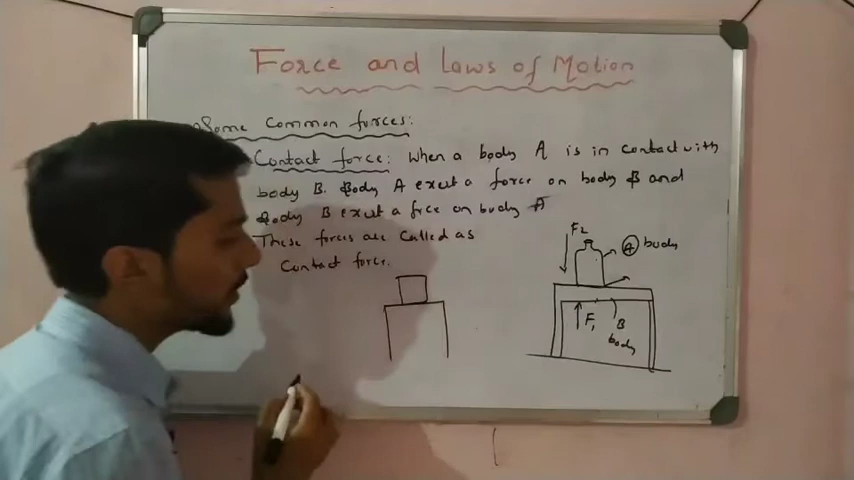 Force and Laws of Motion
Some Common forces:
Contact force: When a body A is in contact with
body B. Body A exert a force on body B and
Body B exert a frce on body A
These forces are Called as
Contact force.
F2
A body
F1
B
body